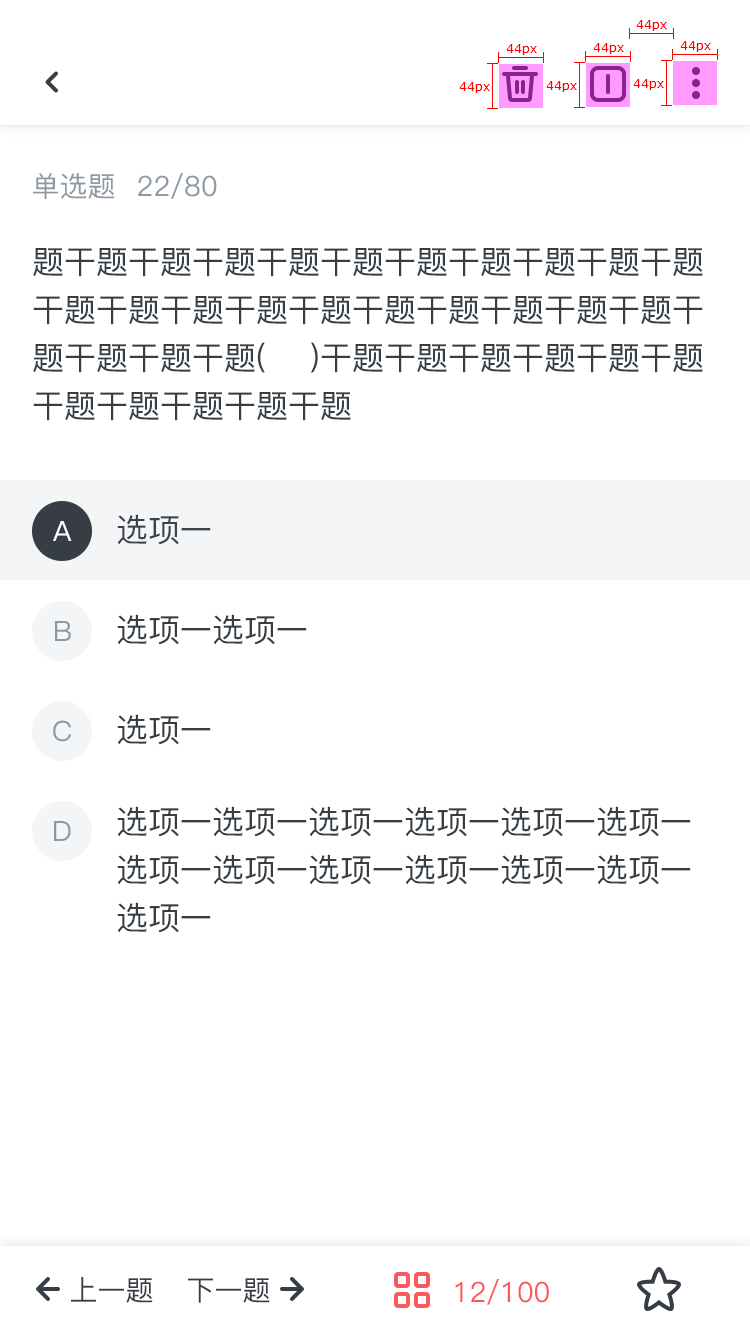 44px
44px 44px 44px
44px 44px 44px
单选题 22/80
题干题干题干题干题干题干题干题干题干题干题
干题干题干题干题干题干题干题干题干题干题干
题干题干题干题( )干题干题干题干题干题干题
干题干题干题干题干题
A 选项一
B 选项一选项一
C 选项一
D 选项一选项一选项一选项一选项一选项一
选项一选项一选项一选项一选项一选项一
选项一
上一题 下一题 12/100